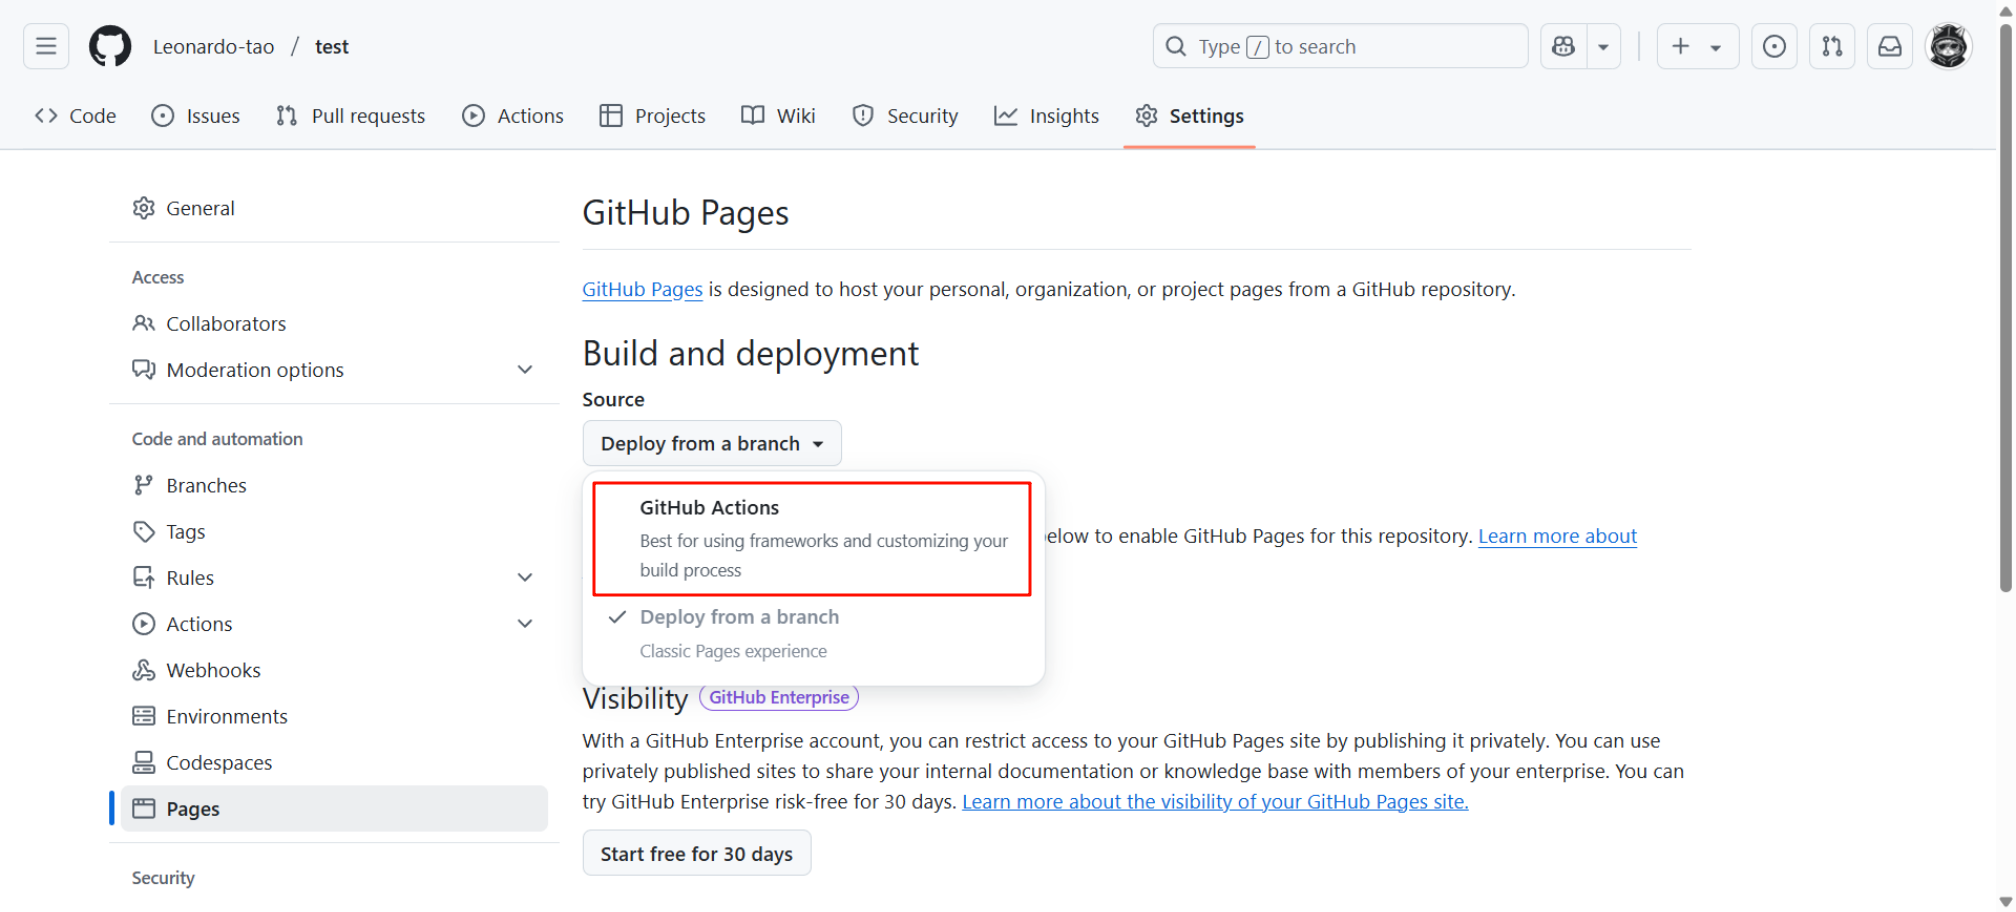 Leonardo-tao / test
Type / to search
Code
Issues
Pull requests
Actions
Projects
Wiki
Security
Insights
Settings
General
Access
Collaborators
Moderation options
Code and automation
Branches
Tags
Rules
Actions
Webhooks
Environments
Codespaces
Pages
Security
GitHub Pages
GitHub Pages is designed to host your personal, organization, or project pages from a GitHub repository.
Build and deployment
Source
Deploy from a branch
GitHub Actions
Best for using frameworks and customizing your
build process
elow to enable GitHub Pages for this repository. Learn more about
Deploy from a branch
Classic Pages experience
Visibility GitHub Enterprise
With a GitHub Enterprise account, you can restrict access to your GitHub Pages site by publishing it privately. You can use
privately published sites to share your internal documentation or knowledge base with members of your enterprise. You can
try GitHub Enterprise risk-free for 30 days. Learn more about the visibility of your GitHub Pages site.
Start free for 30 days